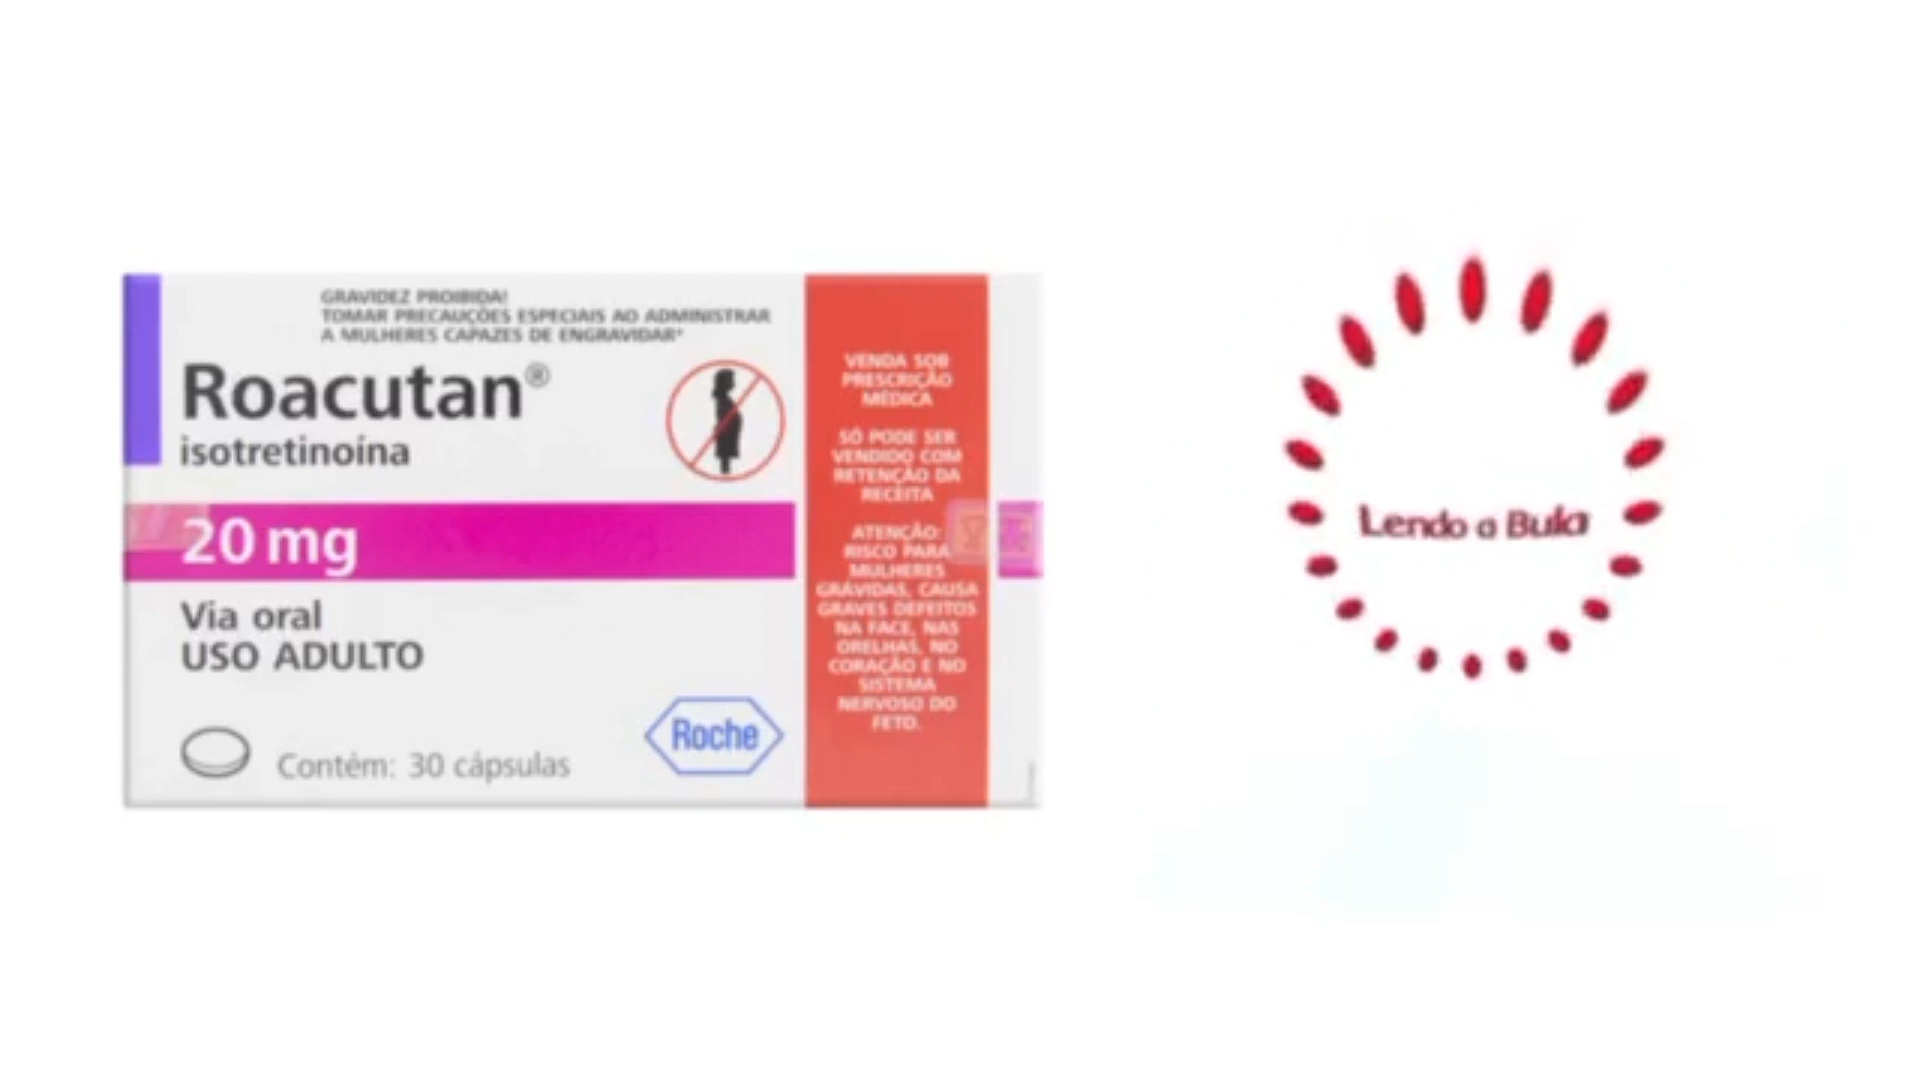 GRAVIDEZ PROIBIDA!
TOMAR PRECAUÇÕES ESPECIAIS AO ADMINISTRAR
A MULHERES CAPAZES DE ENGRAVIDAR*
Roacutan®
isotretinoína
20 mg
Via oral
USO ADULTO
Contém: 30 cápsulas
Roche
VENDA SOB
PRESCRIÇÃO
MÉDICA
SÓ PODE SER
VENDIDO COM
RETENÇÃO DA
RECEITA
ATENÇÃO:
RISCO PARA
MULHERES
GRÁVIDAS, CAUSA
GRAVES DEFEITOS
NA FACE, NAS
ORELHAS, NO
CORAÇÃO E NO
SISTEMA
NERVOSO DO
FETO.
Lendo a Bula